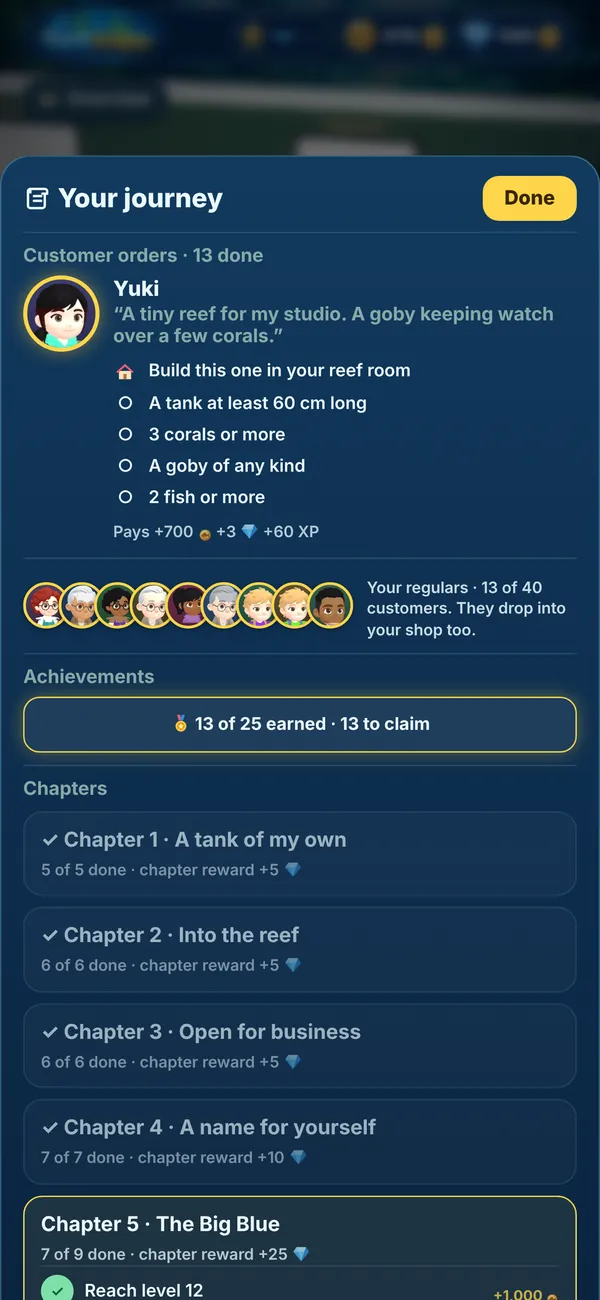 Your journey
Done
Customer orders · 13 done
Yuki
“A tiny reef for my studio. A goby keeping watch
over a few corals.”
Build this one in your reef room
A tank at least 60 cm long
3 corals or more
A goby of any kind
2 fish or more
Pays +700 +3 +60 XP
Your regulars · 13 of 40
customers. They drop into
your shop too.
Achievements
13 of 25 earned · 13 to claim
Chapters
✓ Chapter 1 · A tank of my own
5 of 5 done · chapter reward +5
✓ Chapter 2 · Into the reef
6 of 6 done · chapter reward +5
✓ Chapter 3 · Open for business
6 of 6 done · chapter reward +5
✓ Chapter 4 · A name for yourself
7 of 7 done · chapter reward +10
Chapter 5 · The Big Blue
7 of 9 done · chapter reward +25
Reach level 12
+1,000